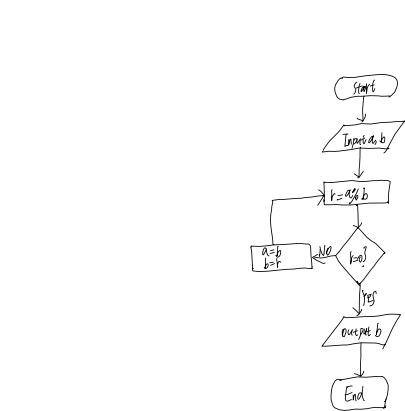 Start
Input a, b
r = a % b
r=0?
NO
a=b
b=r
Yes
output b
End